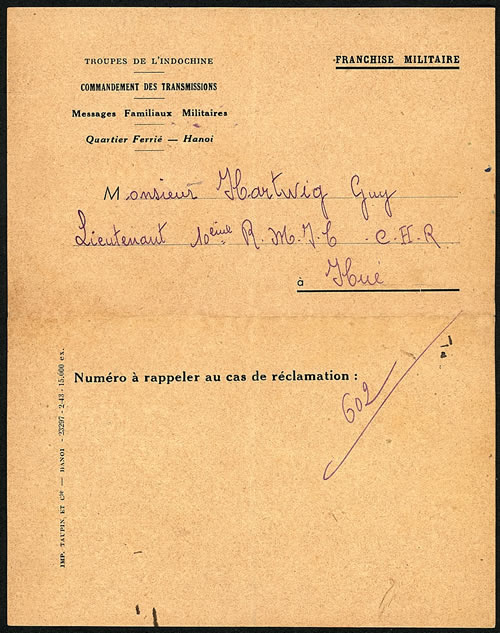 TROUPES DE L'INDOCHINE
FRANCHISE MILITAIRE
COMMANDEMENT DES TRANSMISSIONS
Messages Familiaux Militaires
Quartier Ferrié — Hanoi
Monsieur Hartwig Guy
Lieutenant 10ème R.M.I.C C.H.R
à Hué
Numéro à rappeler au cas de réclamation :
602
IMP. TAUPIN ET Cie — HANOI - 23297 - 2-43 - 15,000 ex.